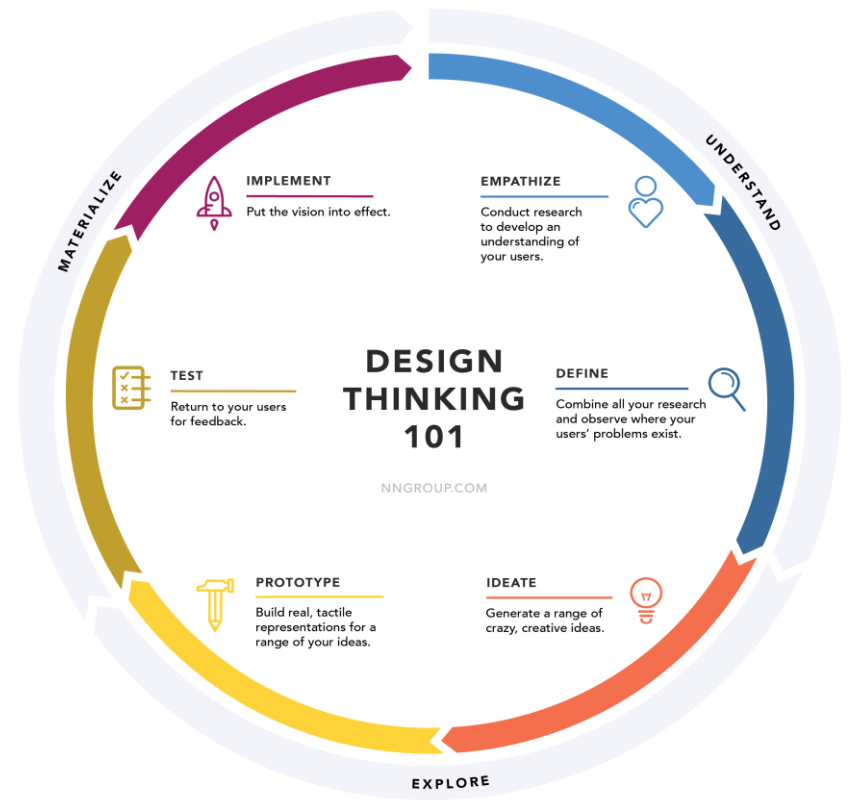 DESIGN
THINKING
101
NNGROUP.COM
UNDERSTAND
EMPATHIZE
Conduct research
to develop an
understanding of
your users.
DEFINE
Combine all your research
and observe where your
users’ problems exist.
EXPLORE
IDEATE
Generate a range of
crazy, creative ideas.
PROTOTYPE
Build real, tactile
representations for a
range of your ideas.
MATERIALIZE
TEST
Return to your users
for feedback.
IMPLEMENT
Put the vision into effect.